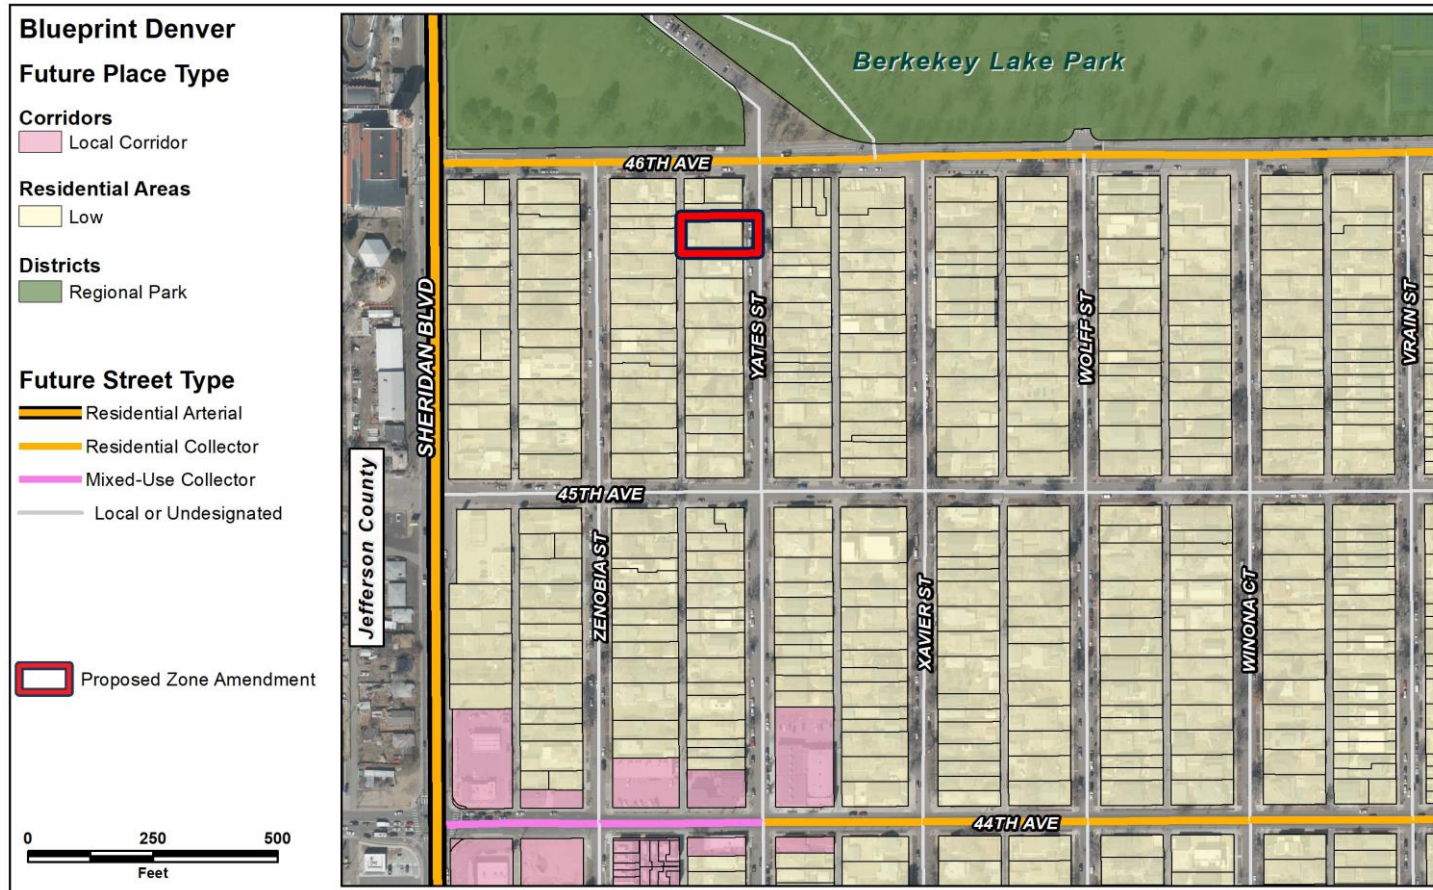 Blueprint Denver
Future Place Type
Corridors
Local Corridor
Residential Areas
Low
Districts
Regional Park
Future Street Type
Residential Arterial
Residential Collector
Mixed-Use Collector
Local or Undesignated
Proposed Zone Amendment
0 250 500
Feet
Berkekey Lake Park
46TH AVE
SHERIDAN BLVD
YATES ST
WOLFF ST
VRAIN ST
Jefferson County
45TH AVE
ZENOBIA ST
XAVIER ST
WINONA CT
44TH AVE